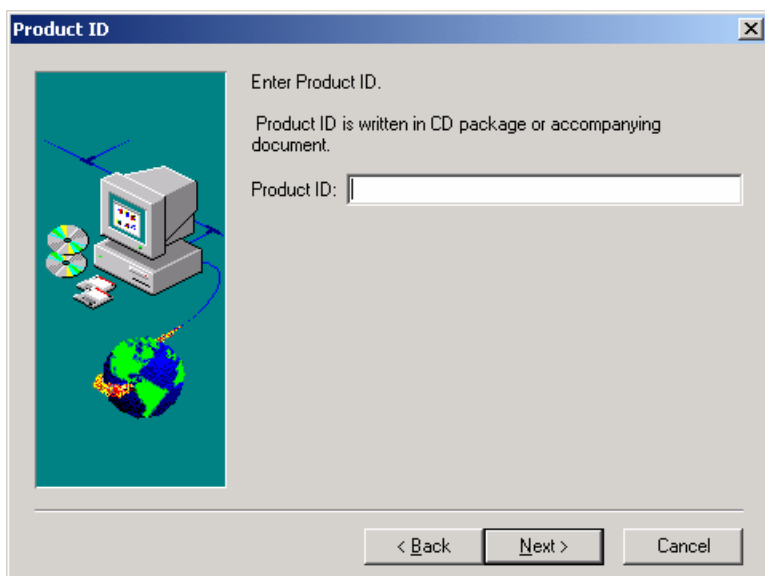 Product ID
Enter Product ID.
Product ID is written in CD package or accompanying
document.
Product ID:
< Back
Next >
Cancel